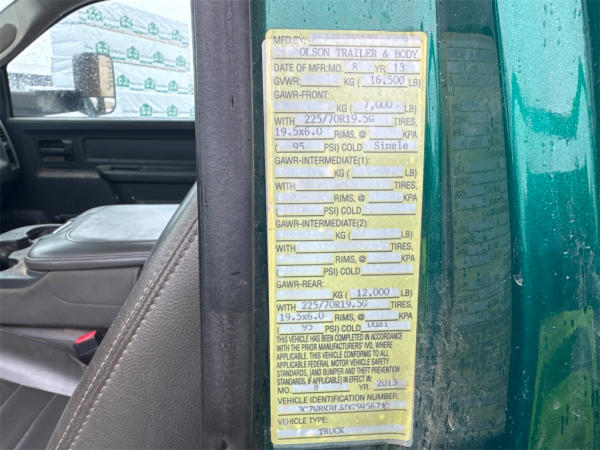 MFD BY:
OLSON TRAILER & BODY
DATE OF MFR:MO. 8 YR. 13
GVWR: KG ( 16,500 LB)
GAWR-FRONT:
KG ( 7,000 LB)
WITH 225/70R19.5G TIRES,
19.5x6.0 RIMS, @ KPA
( 95 PSI) COLD Single
GAWR-INTERMEDIATE(1):
KG ( LB)
WITH TIRES,
RIMS, @ KPA
( PSI) COLD
GAWR-INTERMEDIATE(2):
KG ( LB)
WITH TIRES,
RIMS, @ KPA
( PSI) COLD
GAWR-REAR:
KG ( 12,000 LB)
WITH 225/70R19.5G TIRES,
19.5x6.0 RIMS, @ KPA
( 95 PSI) COLD Dual
THIS VEHICLE HAS BEEN COMPLETED IN ACCORDANCE
WITH THE PRIOR MANUFACTURERS' IVD, WHERE
APPLICABLE. THIS VEHICLE CONFORMS TO ALL
APPLICABLE FEDERAL MOTOR VEHICLE SAFETY
STANDARDS, [AND BUMPER AND THEFT PREVENTION
STANDARDS, IF APPLICABLE] IN EFFECT IN
MO. 8 YR. 2013
VEHICLE IDENTIFICATION NUMBER:
VEHICLE TYPE:
TRUCK